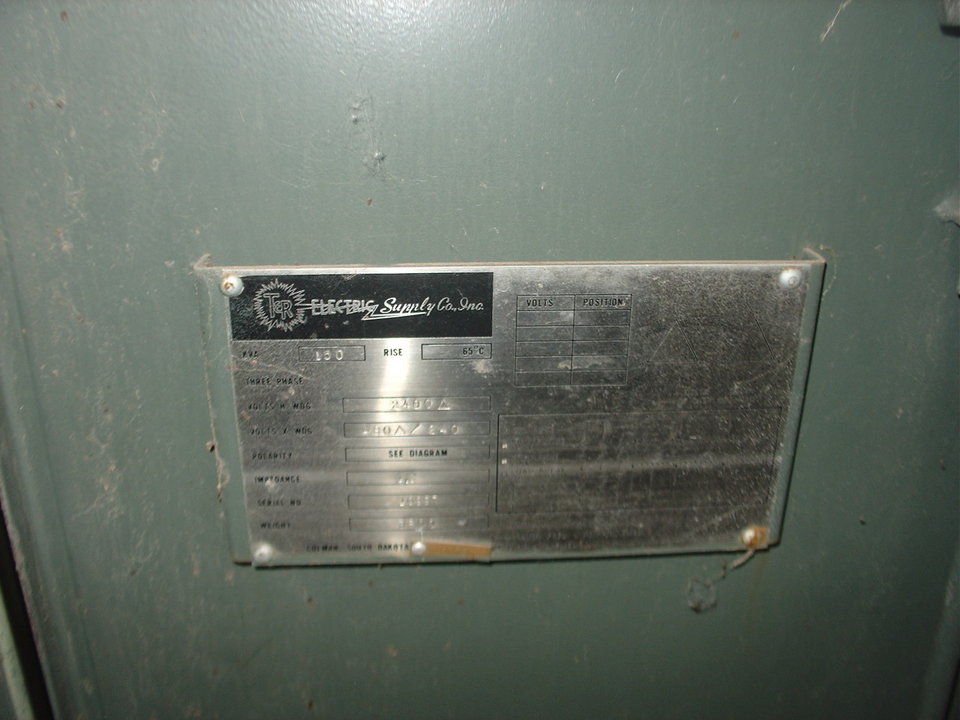 T&R ELECTRIC Supply Co., Inc.
KVA 150 RISE 65°C
THREE PHASE
VOLTS H WDG 2400△
VOLTS X WDG 240
POLARITY SEE DIAGRAM
IMPEDANCE
SERIAL NO
WEIGHT
COLMAN, SOUTH DAKOTA
VOLTS POSITION